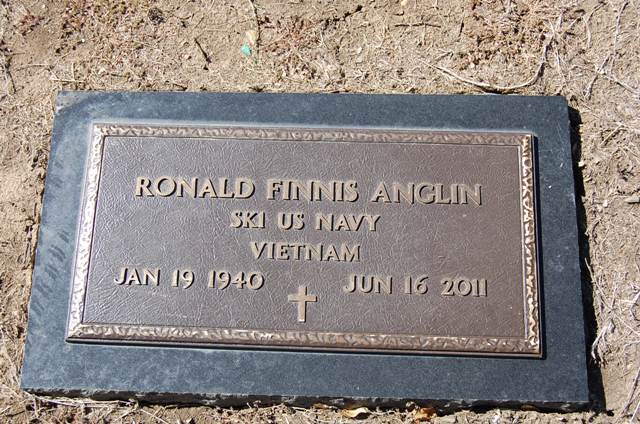 RONALD FINNIS ANGLIN
SK1 US NAVY
VIETNAM
JAN 19 1940 JUN 16 2011